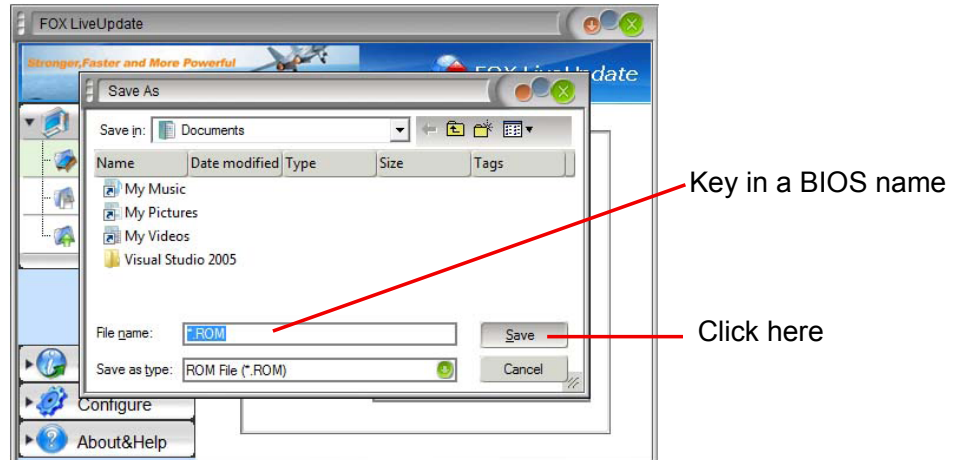 FOX LiveUpdate
Stronger,Faster and More Powerful
FOX LiveUpdate
Save As
Save in: Documents
Name Date modified Type Size Tags
My Music
My Pictures
My Videos
Visual Studio 2005
Key in a BIOS name
File name: *.ROM Save
Click here
Save as type: ROM File (*.ROM) Cancel
Configure
About&Help